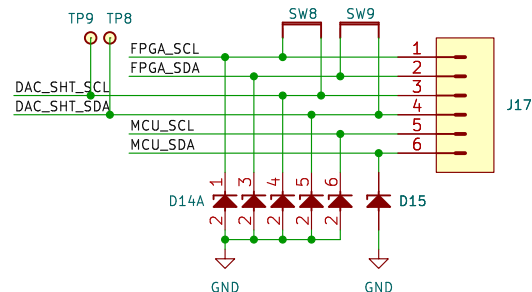 TP9 TP8 SW8 SW9
FPGA_SCL 1
FPGA_SDA 2
DAC_SHT_SCL 3
DAC_SHT_SDA 4 J17
MCU_SCL 5
MCU_SDA 6
1 3 4 5 6
D14A D15
2 2 2 2 2
GND GND